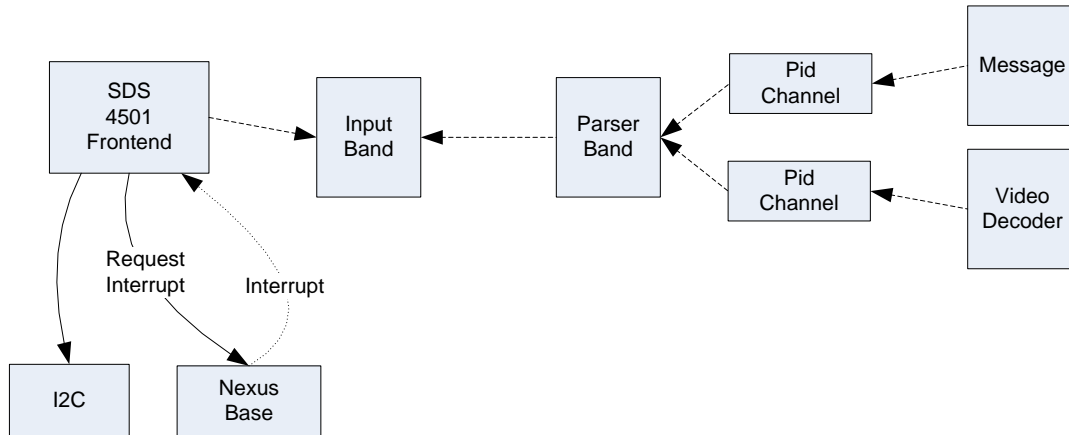 SDS
4501
Frontend
Input
Band
Parser
Band
Pid
Channel
Message
Pid
Channel
Video
Decoder
Request
Interrupt
Interrupt
I2C
Nexus
Base